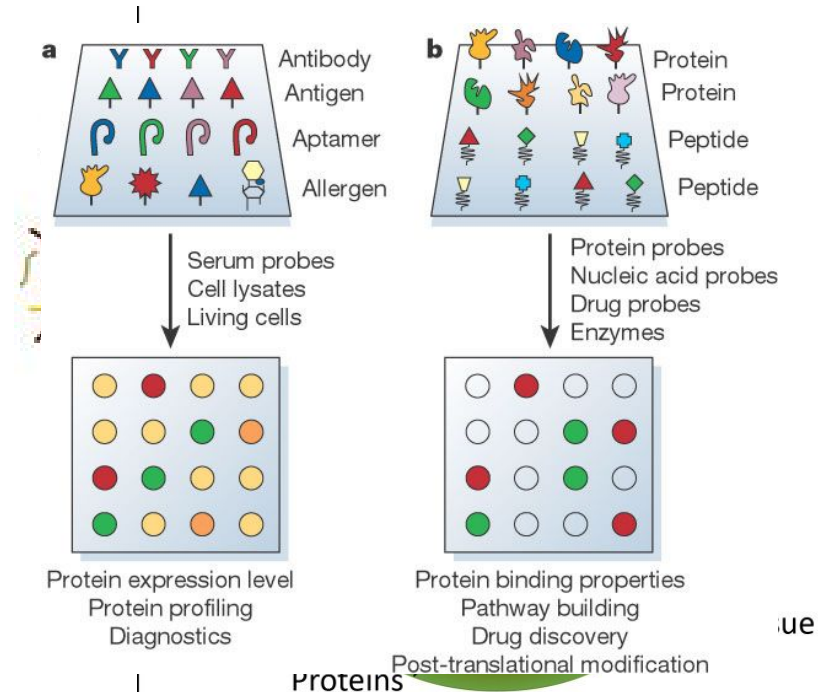 a
Antibody
Antigen
Aptamer
Allergen
Serum probes
Cell lysates
Living cells
Protein expression level
Protein profiling
Diagnostics
b
Protein
Protein
Peptide
Peptide
Protein probes
Nucleic acid probes
Drug probes
Enzymes
Protein binding properties
Pathway building
Drug discovery
Post-translational modification
sue
Proteins